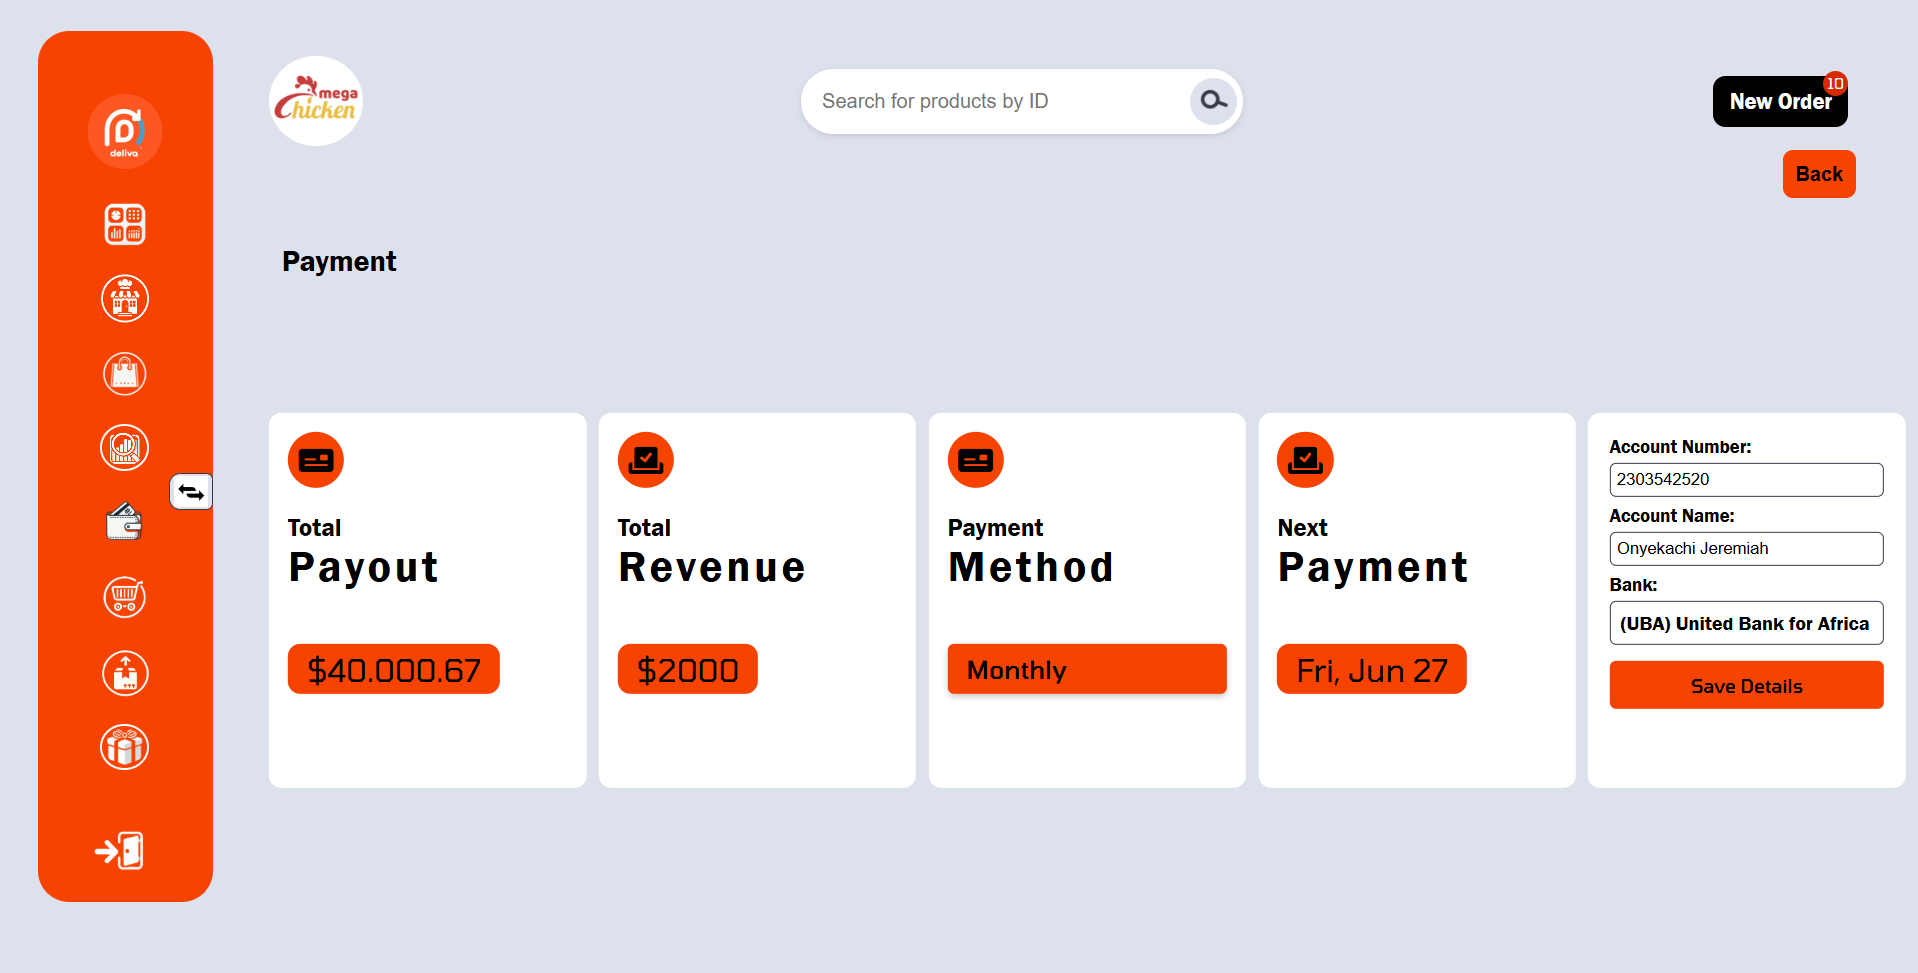 deliva
mega
Chicken
Search for products by ID
10
New Order
Back
Payment
Total
Payout
$40.000.67
Total
Revenue
$2000
Payment
Method
Monthly
Next
Payment
Fri, Jun 27
Account Number:
2303542520
Account Name:
Onyekachi Jeremiah
Bank:
(UBA) United Bank for Africa
Save Details